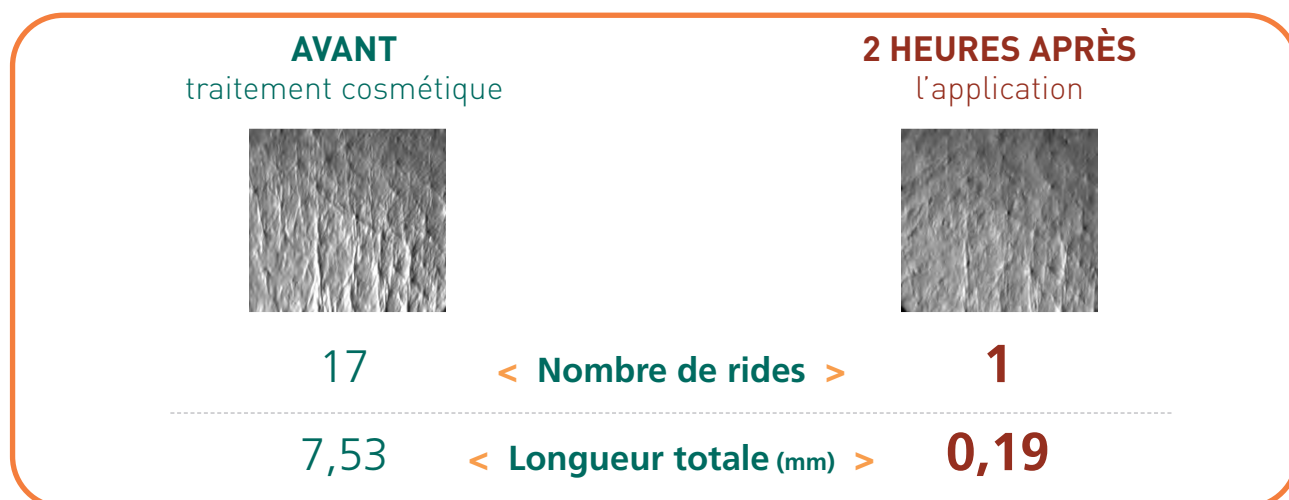 AVANT
traitement cosmétique
2 HEURES APRÈS
l'application
17 < Nombre de rides > 1
7,53 < Longueur totale (mm) > 0,19